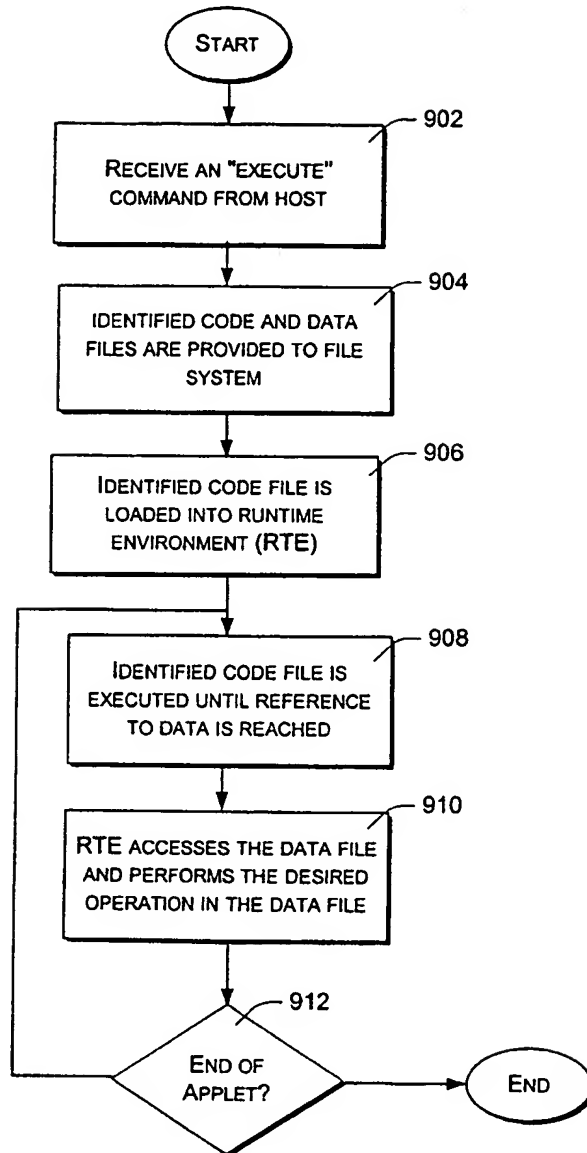 START
902
RECEIVE AN "EXECUTE"
COMMAND FROM HOST
904
IDENTIFIED CODE AND DATA
FILES ARE PROVIDED TO FILE
SYSTEM
906
IDENTIFIED CODE FILE IS
LOADED INTO RUNTIME
ENVIRONMENT (RTE)
908
IDENTIFIED CODE FILE IS
EXECUTED UNTIL REFERENCE
TO DATA IS REACHED
910
RTE ACCESSES THE DATA FILE
AND PERFORMS THE DESIRED
OPERATION IN THE DATA FILE
912
END OF
APPLET?
END